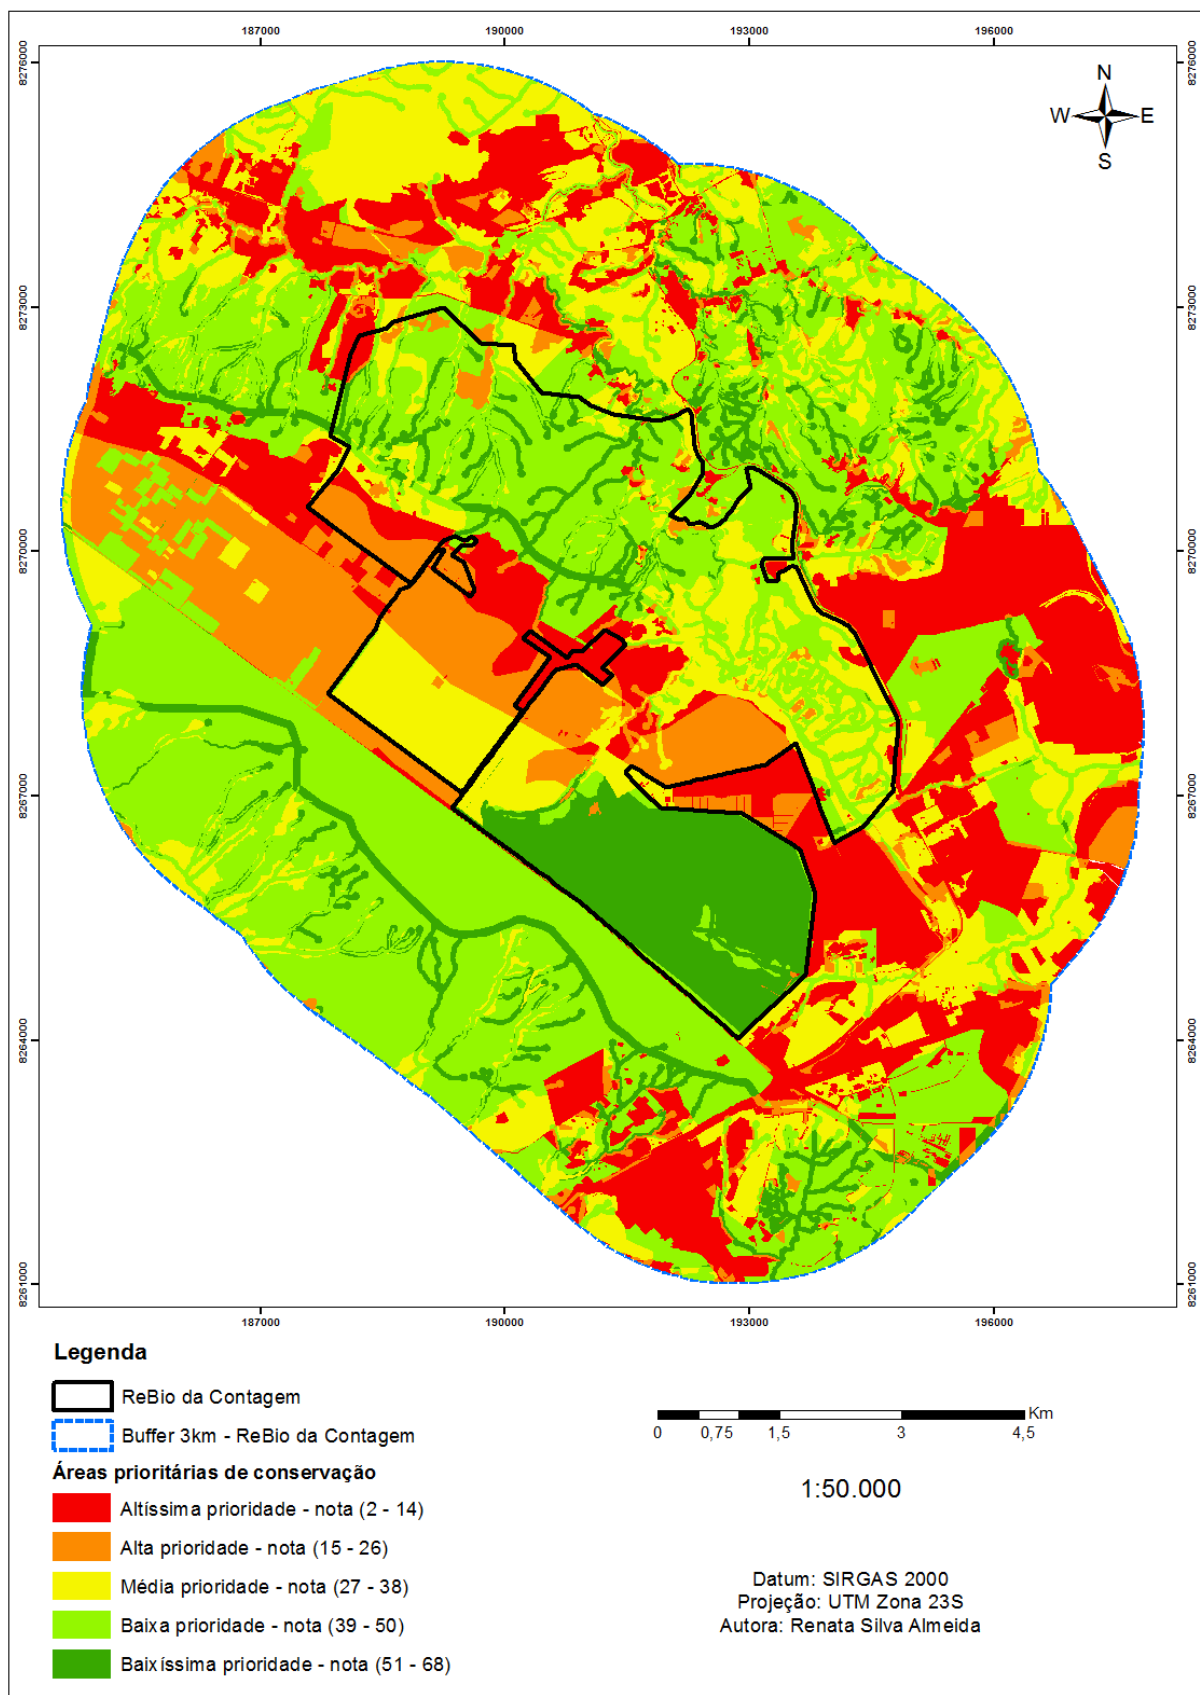 187000 190000 193000 196000
8276000 8276000
N
W E
S
8273000 8273000
8270000 8270000
8267000 8267000
8264000 8264000
8261000 8261000
187000 190000 193000 196000
Legenda
ReBio da Contagem
Buffer 3km - ReBio da Contagem
Áreas prioritárias de conservação
Altíssima prioridade - nota (2 - 14)
Alta prioridade - nota (15 - 26)
Média prioridade - nota (27 - 38)
Baixa prioridade - nota (39 - 50)
Baixíssima prioridade - nota (51 - 68)
Km
0 0,75 1,5 3 4,5
1:50.000
Datum: SIRGAS 2000
Projeção: UTM Zona 23S
Autora: Renata Silva Almeida